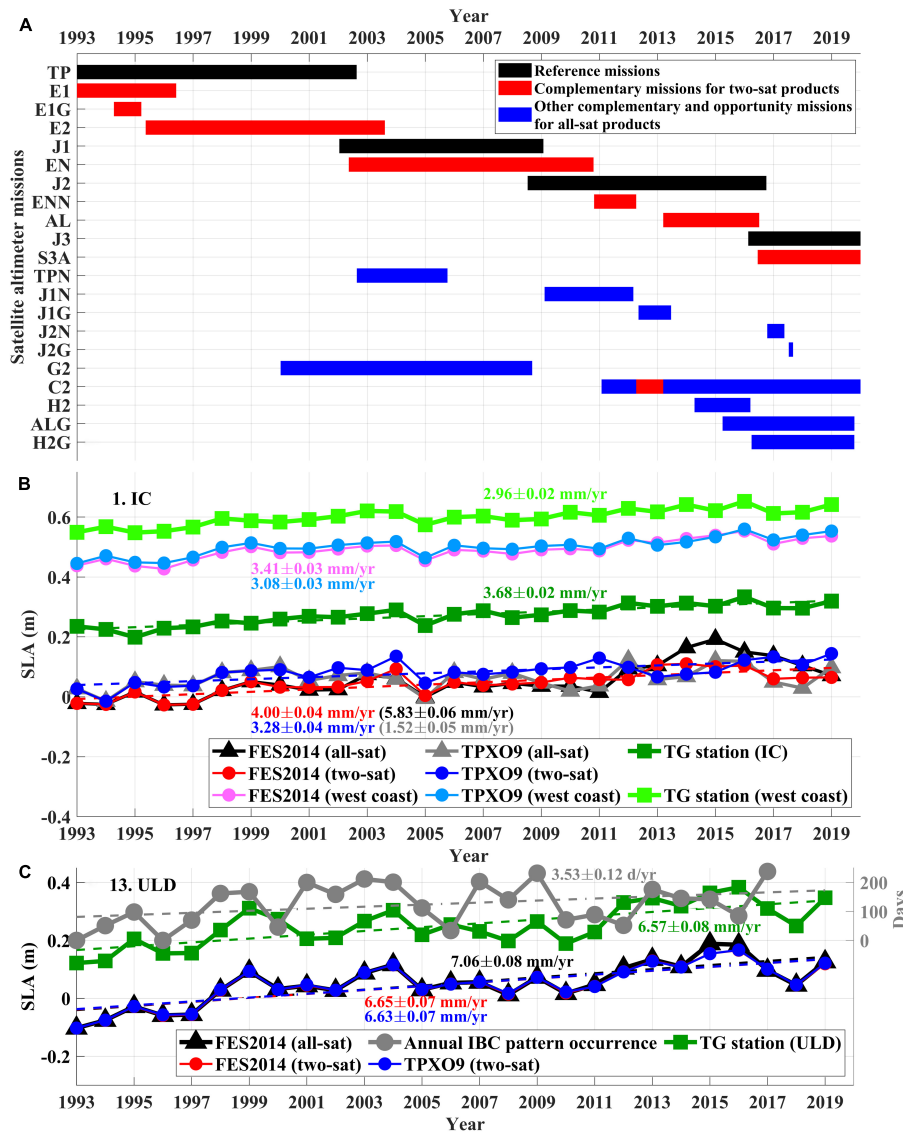 A
Year
1993 1995 1997 1999 2001 2003 2005 2007 2009 2011 2013 2015 2017 2019
Satellite altimeter missions
TP
E1
E1G
E2
J1
EN
J2
ENN
AL
J3
S3A
TPN
J1N
J1G
J2N
J2G
G2
C2
H2
ALG
H2G
Reference missions
Complementary missions for two-sat products
Other complementary and opportunity missions
for all-sat products
B
1. IC
SLA (m)
0.6
0.4
0.2
0
-0.2
-0.4
2.96±0.02 mm/yr
3.41±0.03 mm/yr
3.08±0.03 mm/yr
3.68±0.02 mm/yr
4.00±0.04 mm/yr (5.83±0.06 mm/yr)
3.28±0.04 mm/yr (1.52±0.05 mm/yr)
FES2014 (all-sat) TPXO9 (all-sat) TG station (IC)
FES2014 (two-sat) TPXO9 (two-sat)
FES2014 (west coast) TPXO9 (west coast) TG station (west coast)
1993 1995 1997 1999 2001 2003 2005 2007 2009 2011 2013 2015 2017 2019
Year
C
13. ULD
SLA (m)
0.4
0.2
0
-0.2
3.53±0.12 d/yr
200
100
0
Days
6.57±0.08 mm/yr
7.06±0.08 mm/yr
6.65±0.07 mm/yr
6.63±0.07 mm/yr
FES2014 (all-sat) Annual IBC pattern occurrence TG station (ULD)
FES2014 (two-sat) TPXO9 (two-sat)
1993 1995 1997 1999 2001 2003 2005 2007 2009 2011 2013 2015 2017 2019
Year